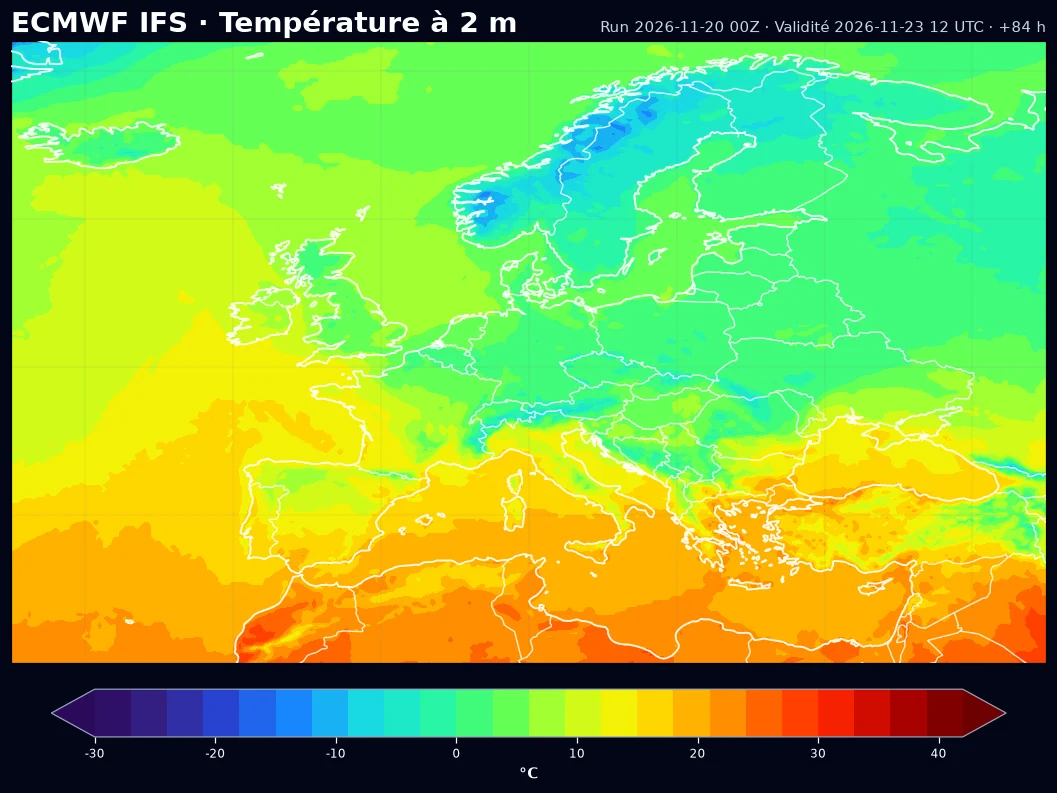 ECMWF IFS · Température à 2 m
Run 2026-11-20 00Z · Validité 2026-11-23 12 UTC · +84 h
-30 -20 -10 0 10 20 30 40
°C